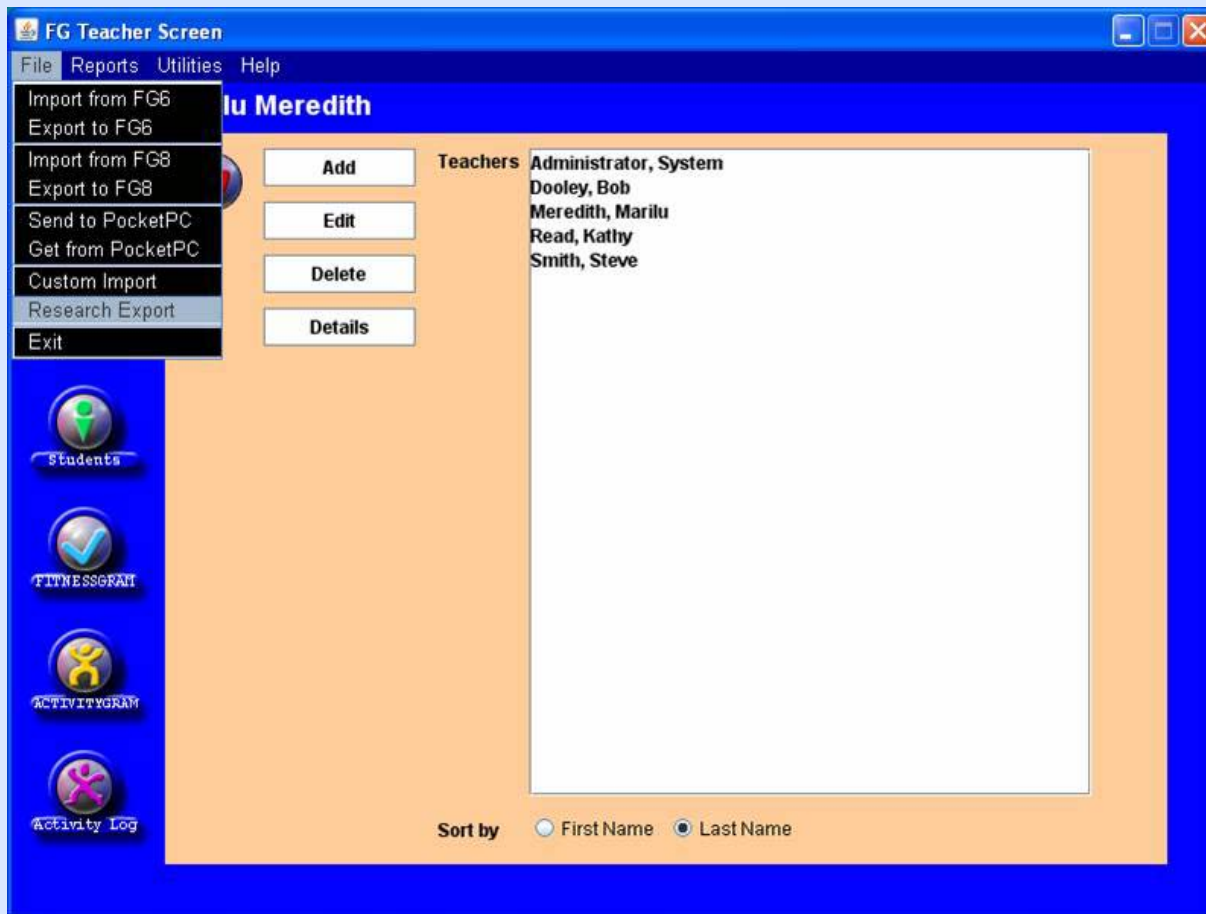 FG Teacher Screen
File Reports Utilities Help
Import from FG6
Export to FG6
Import from FG8
Export to FG8
Send to PocketPC
Get from PocketPC
Custom Import
Research Export
Exit
lu Meredith
Add
Edit
Delete
Details
Teachers
Administrator, System
Dooley, Bob
Meredith, Marilu
Read, Kathy
Smith, Steve
Students
FITNESSGRAM
ACTIVITYGRAM
Activity Log
Sort by First Name Last Name